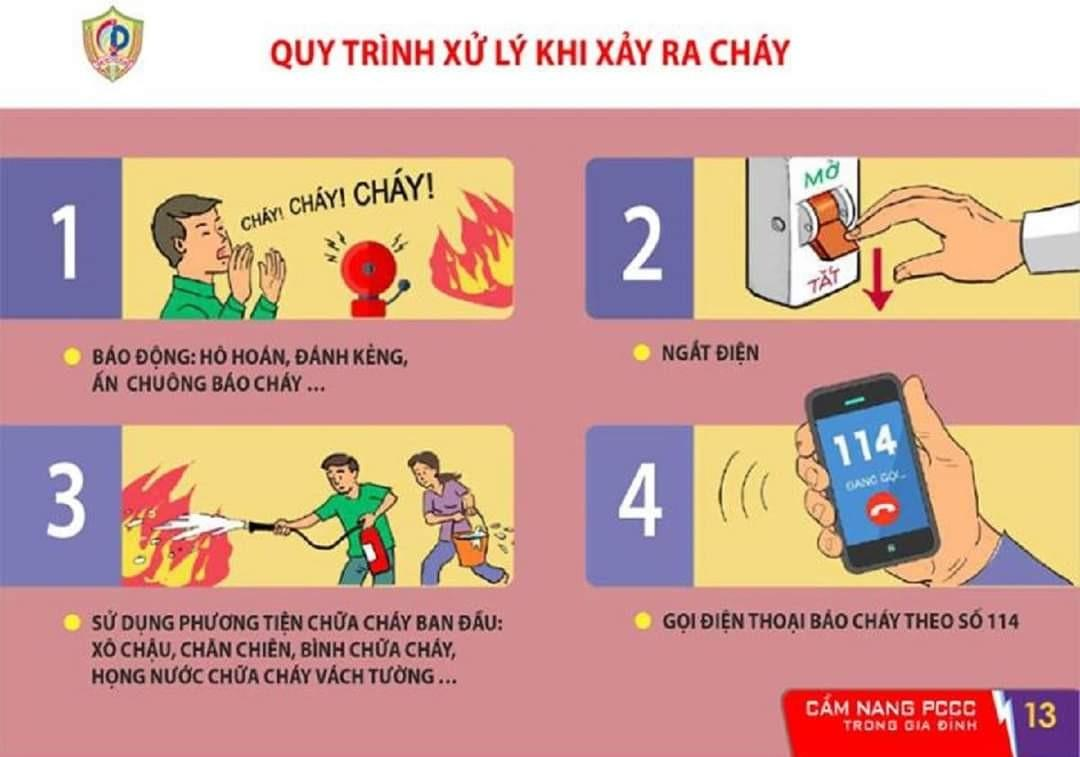 QUY TRÌNH XỬ LÝ KHI XẢY RA CHÁY
1
CHÁY! CHÁY! CHÁY!
BÁO ĐỘNG: HÔ HOÁN, ĐÁNH KẺNG,
ẤN CHUÔNG BÁO CHÁY ...
2
MỞ
TẮT
NGẮT ĐIỆN
3
SỬ DỤNG PHƯƠNG TIỆN CHỮA CHÁY BAN ĐẦU:
XÔ CHẬU, CHĂN CHIÊN, BÌNH CHỮA CHÁY,
HỌNG NƯỚC CHỮA CHÁY VÁCH TƯỜNG ...
4
114
ĐANG GỌI...
GỌI ĐIỆN THOẠI BÁO CHÁY THEO SỐ 114
CẨM NANG PCCC
TRONG GIA ĐÌNH
13